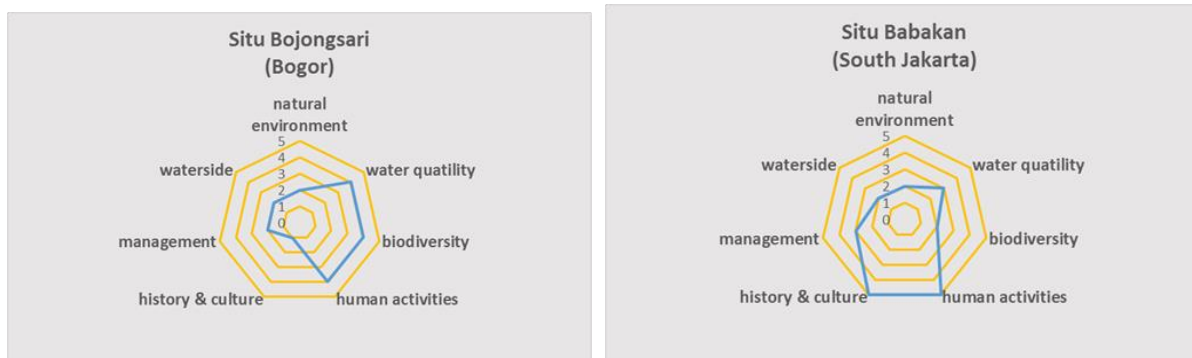 Situ Bojongsari
(Bogor)
natural
environment
5
4
3
2
1
0
waterside
water quatility
management
biodiversity
history & culture
human activities
Situ Babakan
(South Jakarta)
natural
environment
5
4
3
2
1
0
waterside
water quatility
management
biodiversity
history & culture
human activities